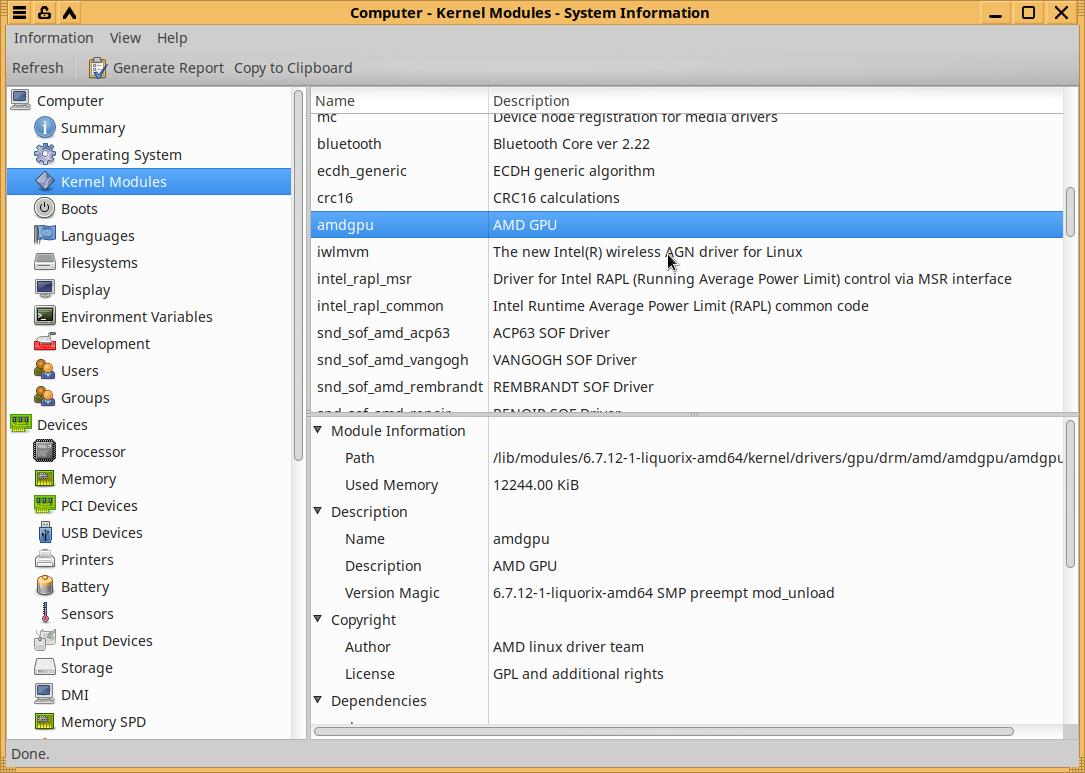 Computer - Kernel Modules - System Information
Information View Help
Refresh Generate Report Copy to Clipboard
Computer
Summary
Operating System
Kernel Modules
Boots
Languages
Filesystems
Display
Environment Variables
Development
Users
Groups
Devices
Processor
Memory
PCI Devices
USB Devices
Printers
Battery
Sensors
Input Devices
Storage
DMI
Memory SPD
Name Description
mc Device node registration for media drivers
bluetooth Bluetooth Core ver 2.22
ecdh_generic ECDH generic algorithm
crc16 CRC16 calculations
amdgpu AMD GPU
iwlmvm The new Intel(R) wireless AGN driver for Linux
intel_rapl_msr Driver for Intel RAPL (Running Average Power Limit) control via MSR interface
intel_rapl_common Intel Runtime Average Power Limit (RAPL) common code
snd_sof_amd_acp63 ACP63 SOF Driver
snd_sof_amd_vangogh VANGOGH SOF Driver
snd_sof_amd_rembrandt REMBRANDT SOF Driver
snd_sof_amd_renoir RENOIR SOF Driver
Module Information
Path /lib/modules/6.7.12-1-liquorix-amd64/kernel/drivers/gpu/drm/amd/amdgpu/amdgpu
Used Memory 12244.00 KiB
Description
Name amdgpu
Description AMD GPU
Version Magic 6.7.12-1-liquorix-amd64 SMP preempt mod_unload
Copyright
Author AMD linux driver team
License GPL and additional rights
Dependencies
Done.